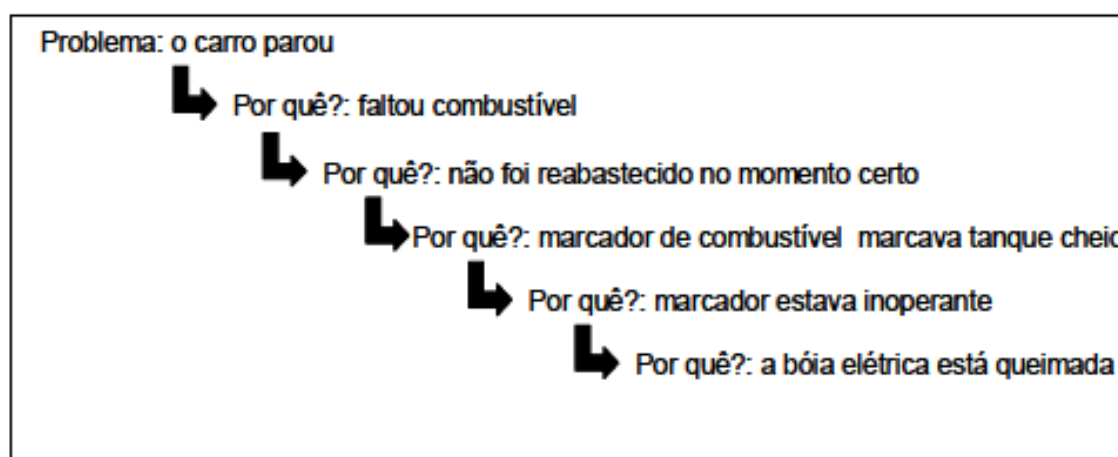 Problema: o carro parou
Por quê?: faltou combustível
Por quê?: não foi reabastecido no momento certo
Por quê?: marcador de combustível marcava tanque cheio
Por quê?: marcador estava inoperante
Por quê?: a bóia elétrica está queimada